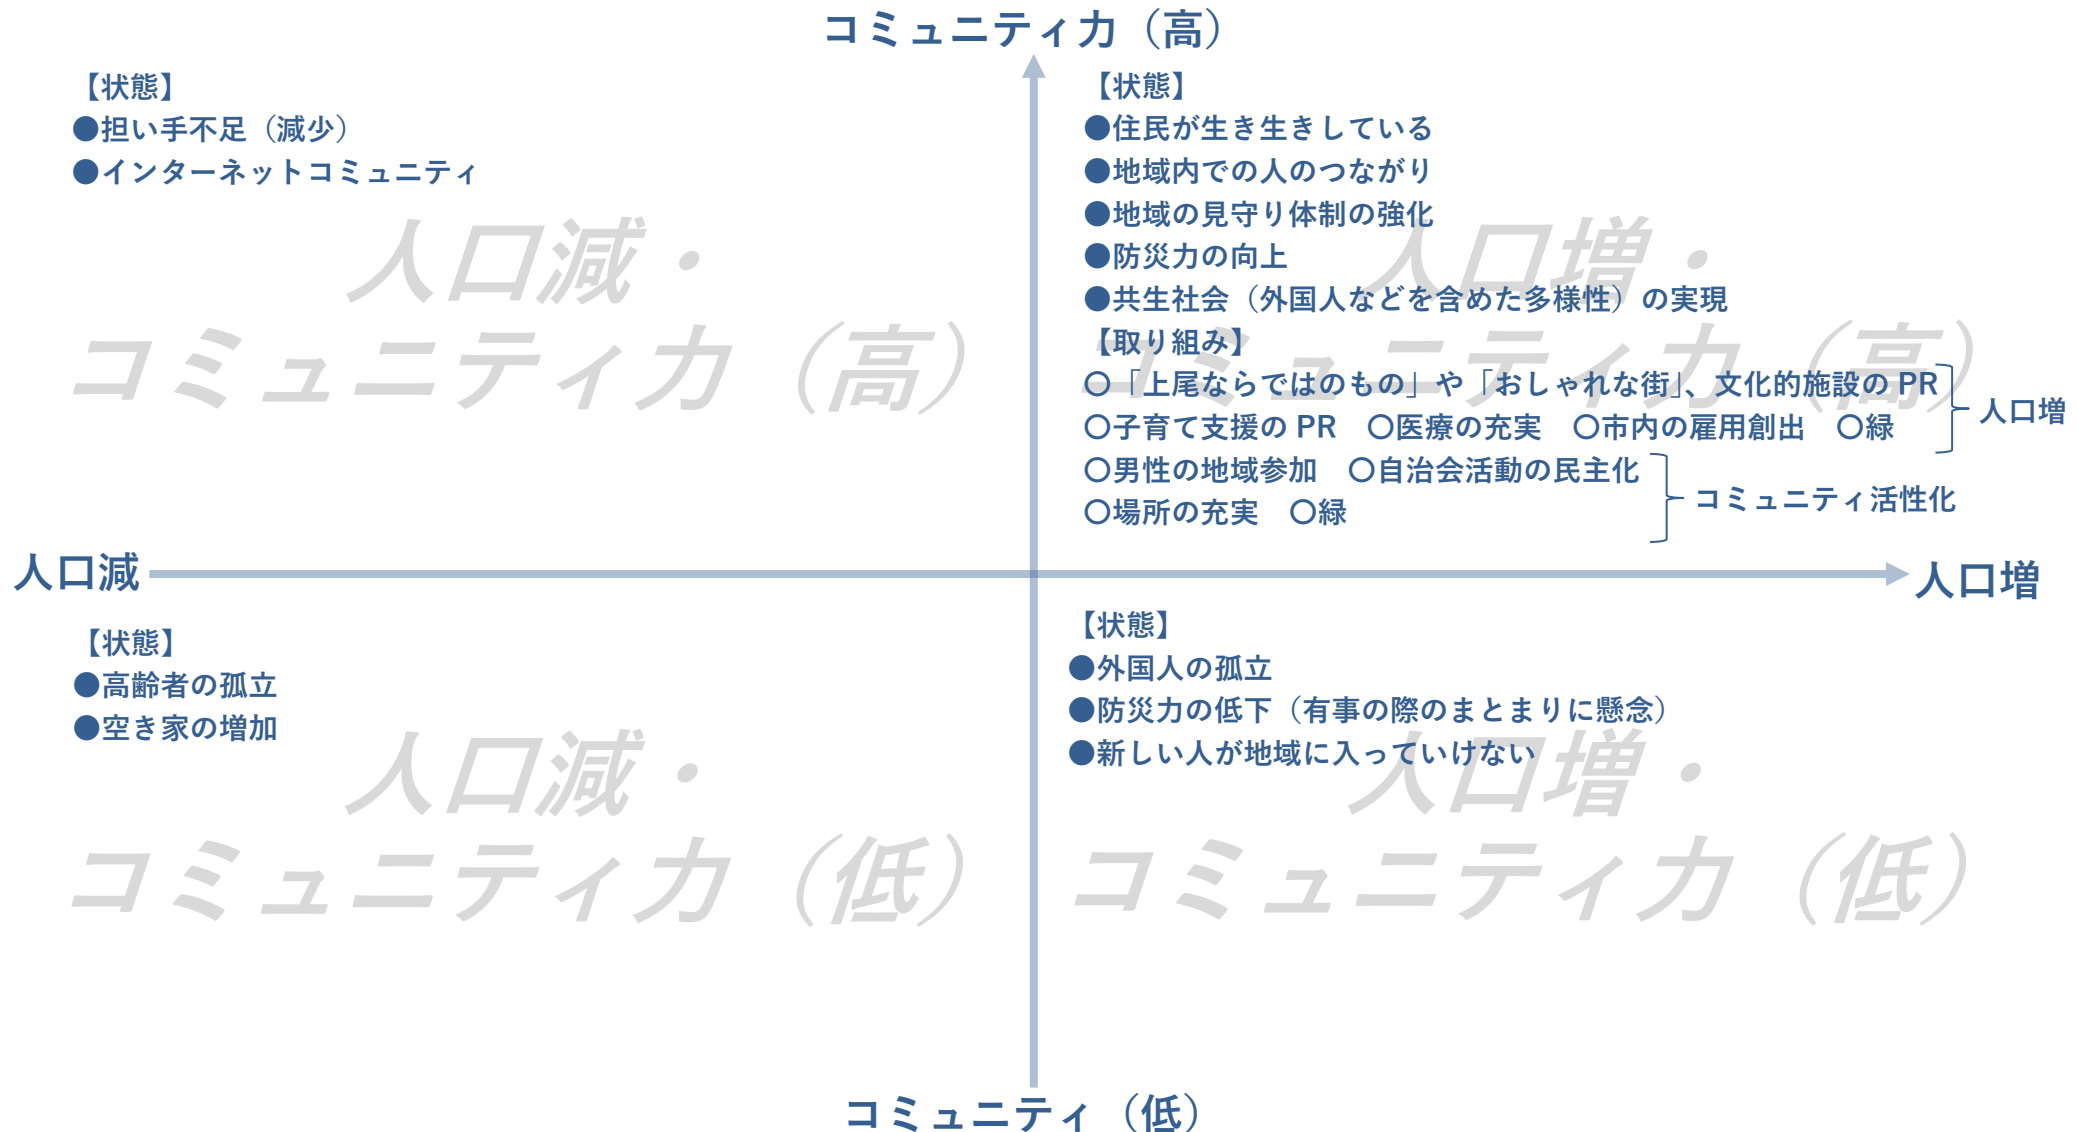 コミュニティ力（高）
【状態】
●担い手不足（減少）
●インターネットコミュニティ
人口減・
コミュニティ力（高）
【状態】
●住民が生き生きしている
●地域内での人のつながり
●地域の見守り体制の強化
●防災力の向上
●共生社会（外国人などを含めた多様性）の実現
【取り組み】
〇「上尾ならではのもの」や「おしゃれな街」、文化的施設の PR
〇子育て支援の PR　〇医療の充実　〇市内の雇用創出　〇緑
人口増
〇男性の地域参加　〇自治会活動の民主化
〇場所の充実　〇緑
コミュニティ活性化
人口増・
コミュニティ力（高）
人口減
人口増
【状態】
●高齢者の孤立
●空き家の増加
人口減・
コミュニティ力（低）
【状態】
●外国人の孤立
●防災力の低下（有事の際のまとまりに懸念）
●新しい人が地域に入っていけない
人口増・
コミュニティ力（低）
コミュニティ（低）